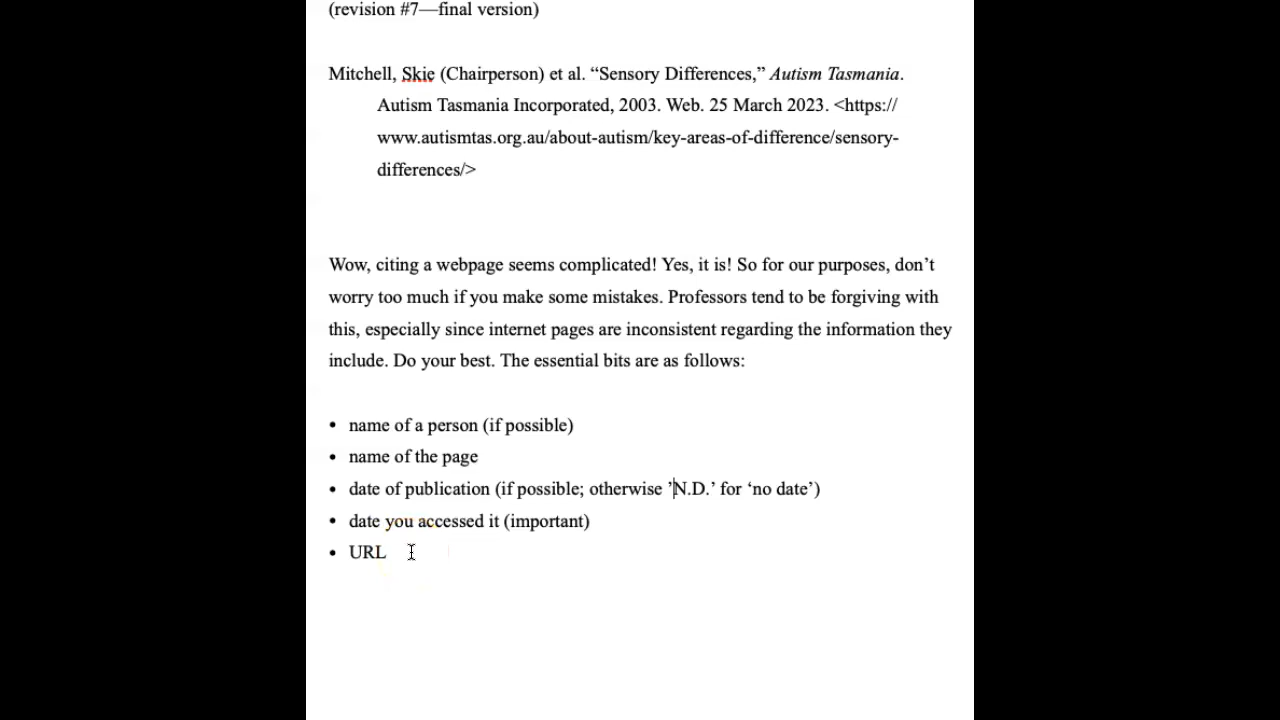 (revision #7—final version)
Mitchell, Skie (Chairperson) et al. “Sensory Differences,” Autism Tasmania.
Autism Tasmania Incorporated, 2003. Web. 25 March 2023. <https://
www.autismtas.org.au/about-autism/key-areas-of-difference/sensory-
differences/>
Wow, citing a webpage seems complicated! Yes, it is! So for our purposes, don’t
worry too much if you make some mistakes. Professors tend to be forgiving with
this, especially since internet pages are inconsistent regarding the information they
include. Do your best. The essential bits are as follows:
• name of a person (if possible)
• name of the page
• date of publication (if possible; otherwise ’N.D.’ for ‘no date’)
• date you accessed it (important)
• URL